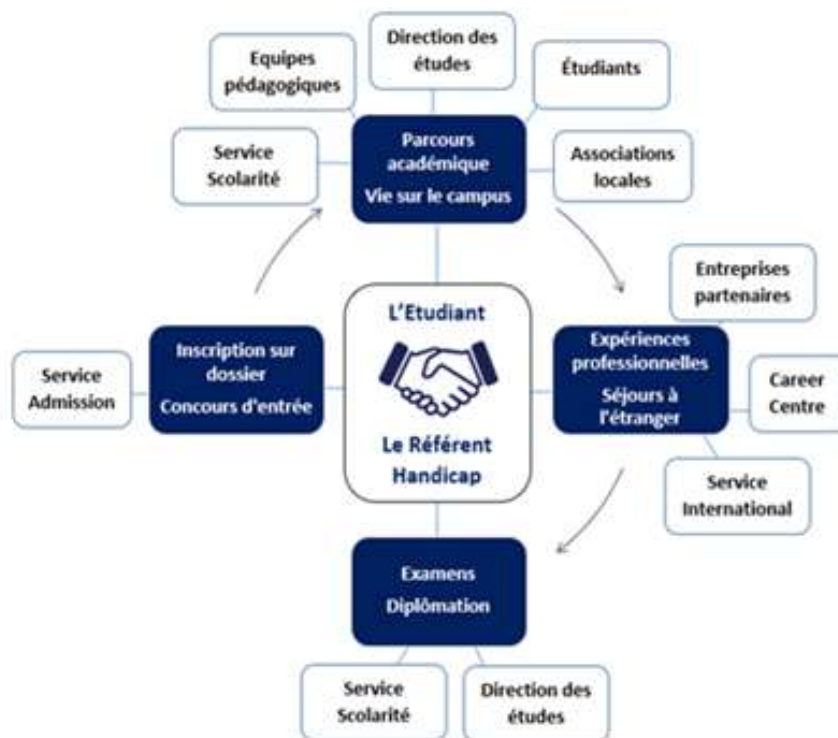 Direction des
études
Equipes
pédagogiques
Étudiants
Service
Scolarité
Parcours
académique
Vie sur le campus
Associations
locales
Entreprises
partenaires
L'Etudiant
Inscription sur
dossier
Concours d'entrée
Service
Admission
Expériences
professionnelles
Séjours à
l'étranger
Career
Centre
Le Référent
Handicap
Service
International
Examens
Diplômation
Service
Scolarité
Direction des
études